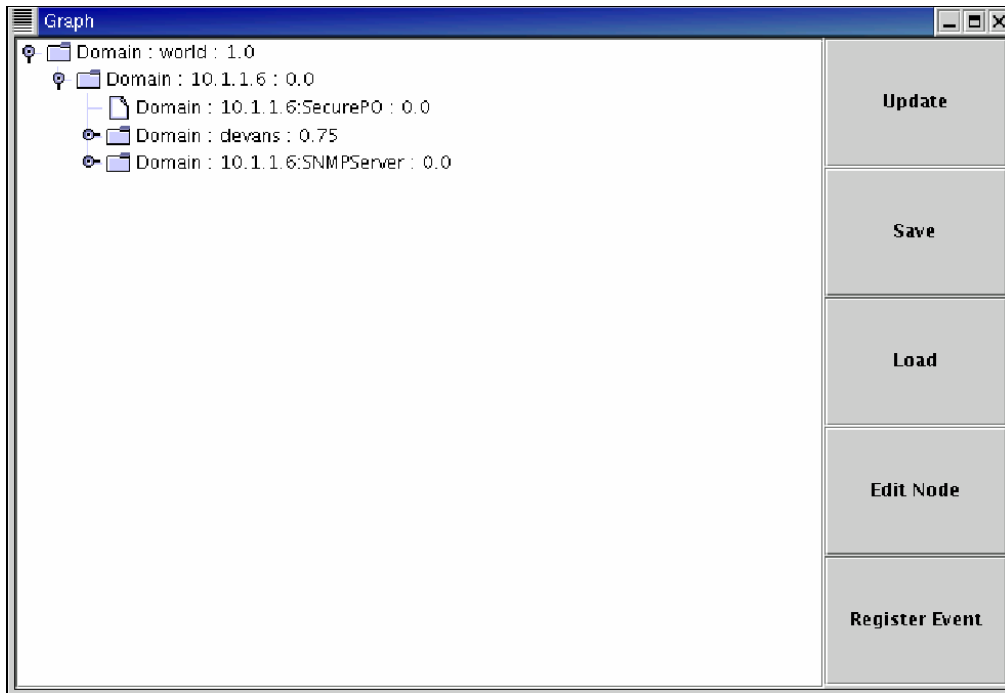 Graph
Domain : world : 1.0
Domain : 10.1.1.6 : 0.0
Domain : 10.1.1.6:SecurePO : 0.0
Domain : devans : 0.75
Domain : 10.1.1.6:SNMPServer : 0.0
Update
Save
Load
Edit Node
Register Event